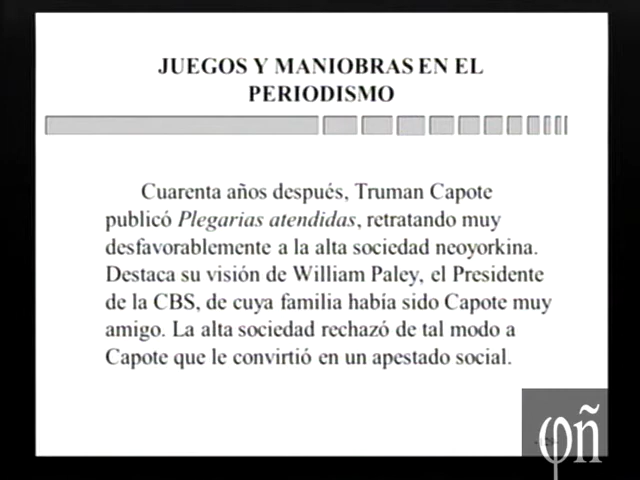 JUEGOS Y MANIOBRAS EN EL
PERIODISMO
Cuarenta años después, Truman Capote
publicó Plegarias atendidas, retratando muy
desfavorablemente a la alta sociedad neoyorkina.
Destaca su visión de William Paley, el Presidente
de la CBS, de cuya familia había sido Capote muy
amigo. La alta sociedad rechazó de tal modo a
Capote que le convirtió en un apestado social.
φñ